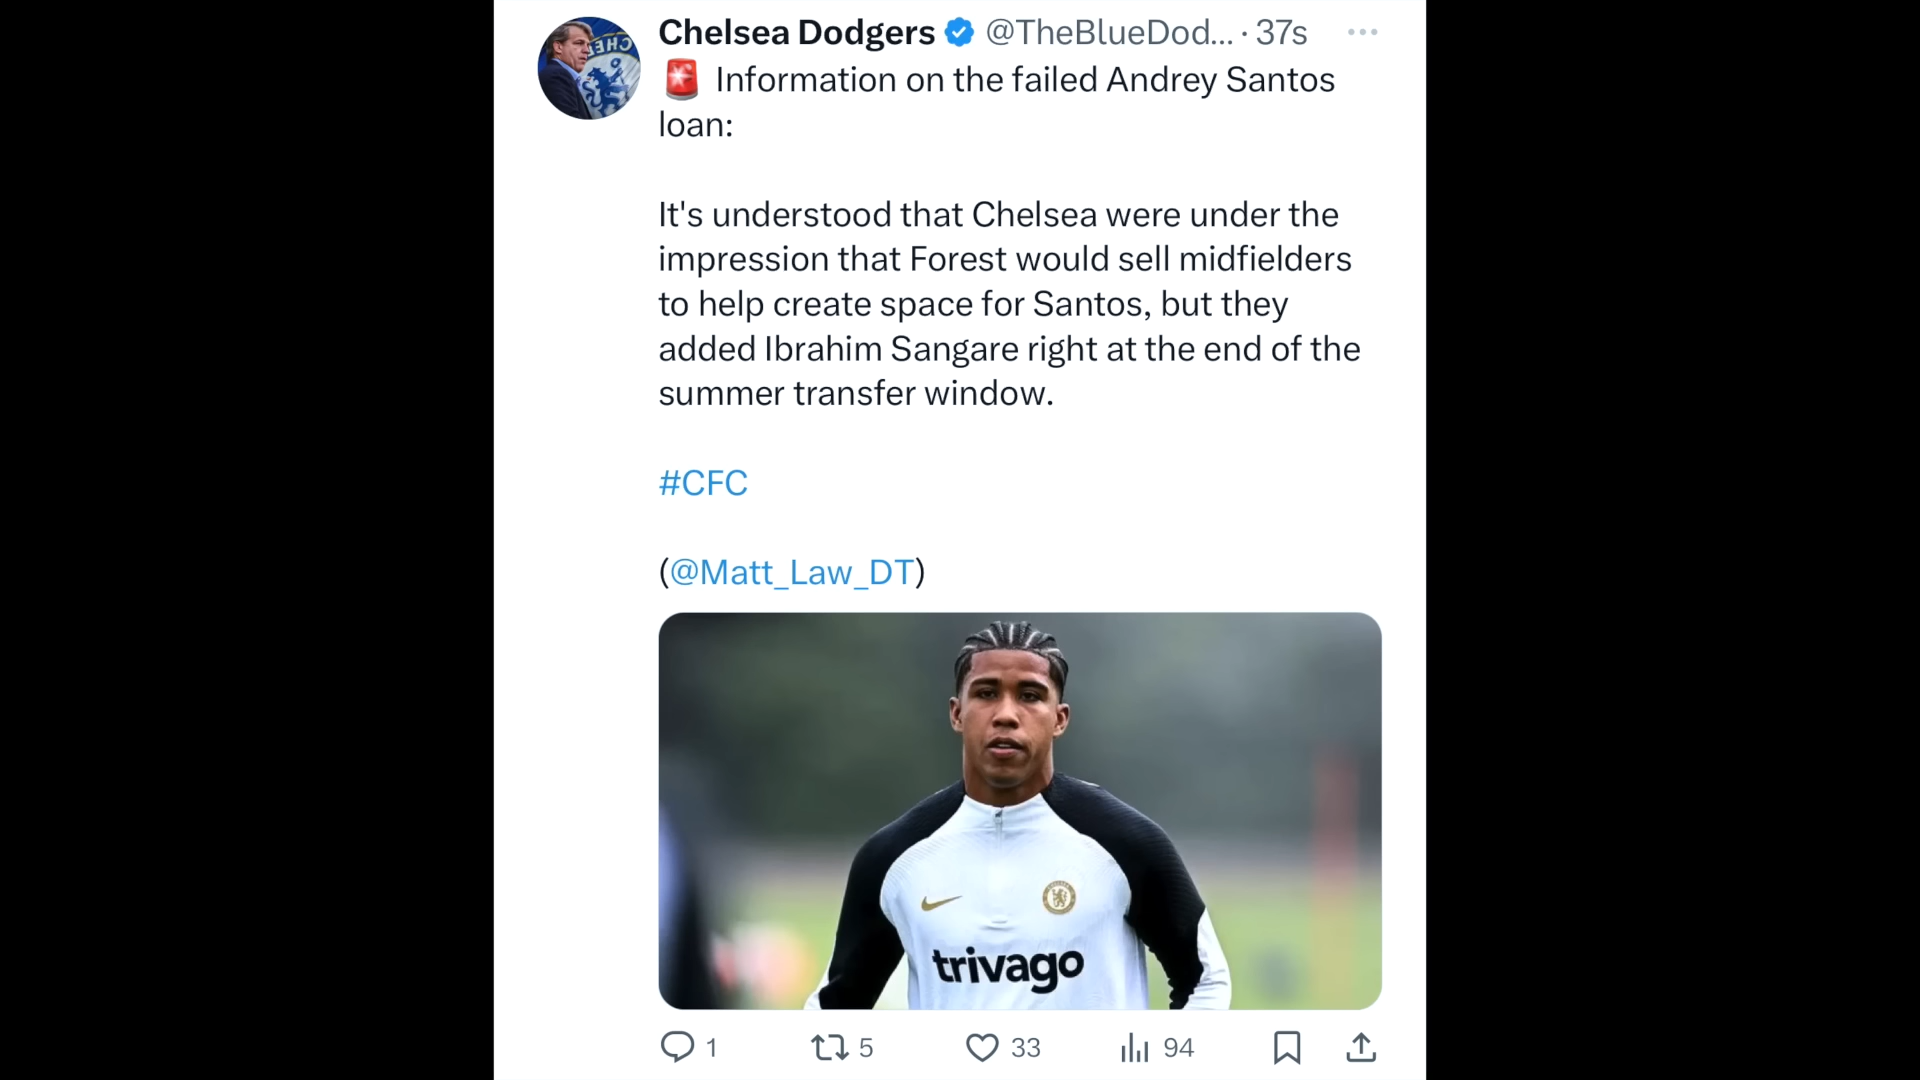 Chelsea Dodgers @TheBlueDod... · 37s
🚨 Information on the failed Andrey Santos
loan:
It's understood that Chelsea were under the
impression that Forest would sell midfielders
to help create space for Santos, but they
added Ibrahim Sangare right at the end of the
summer transfer window.
#CFC
(@Matt_Law_DT)
trivago
1 5 33 94